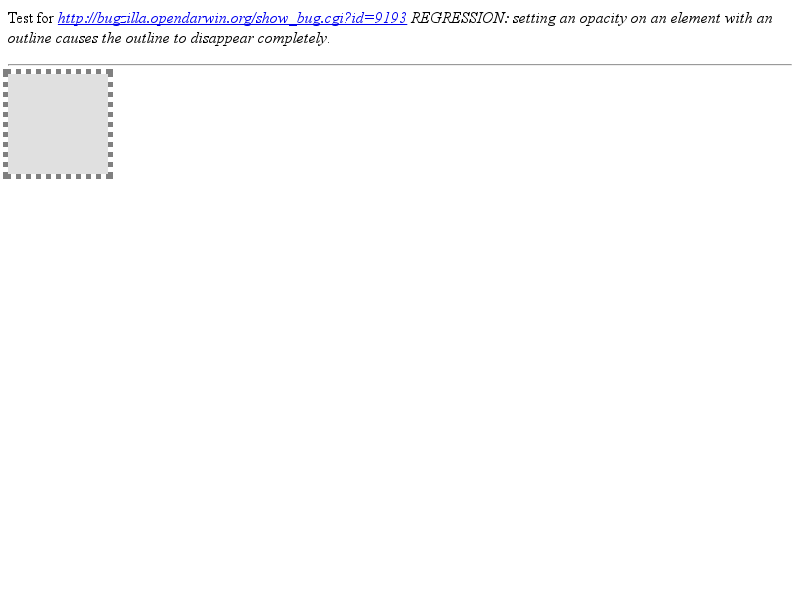 Test for http://bugzilla.opendarwin.org/show_bug.cgi?id=9193 REGRESSION: setting an opacity on an element with an
outline causes the outline to disappear completely.